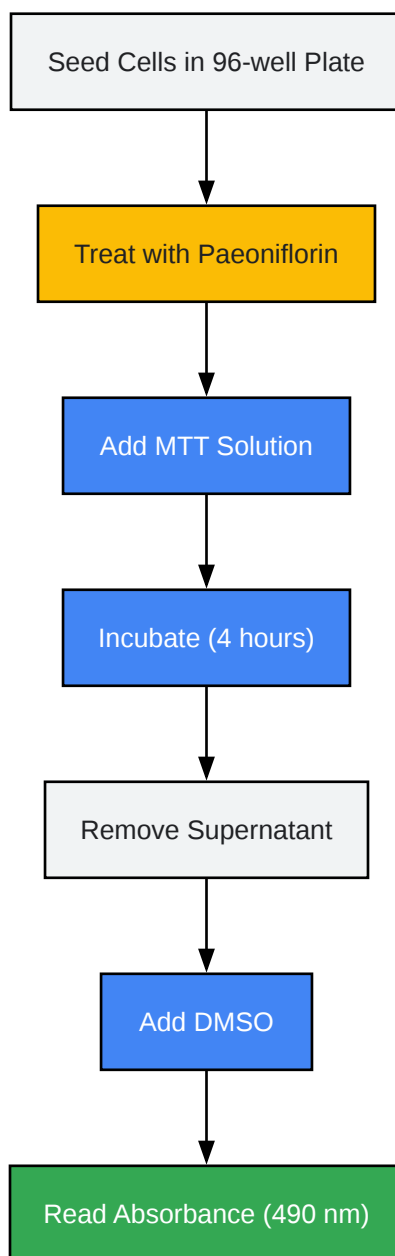 Seed Cells in 96-well Plate
Treat with Paeoniflorin
Add MTT Solution
Incubate (4 hours)
Remove Supernatant
Add DMSO
Read Absorbance (490 nm)